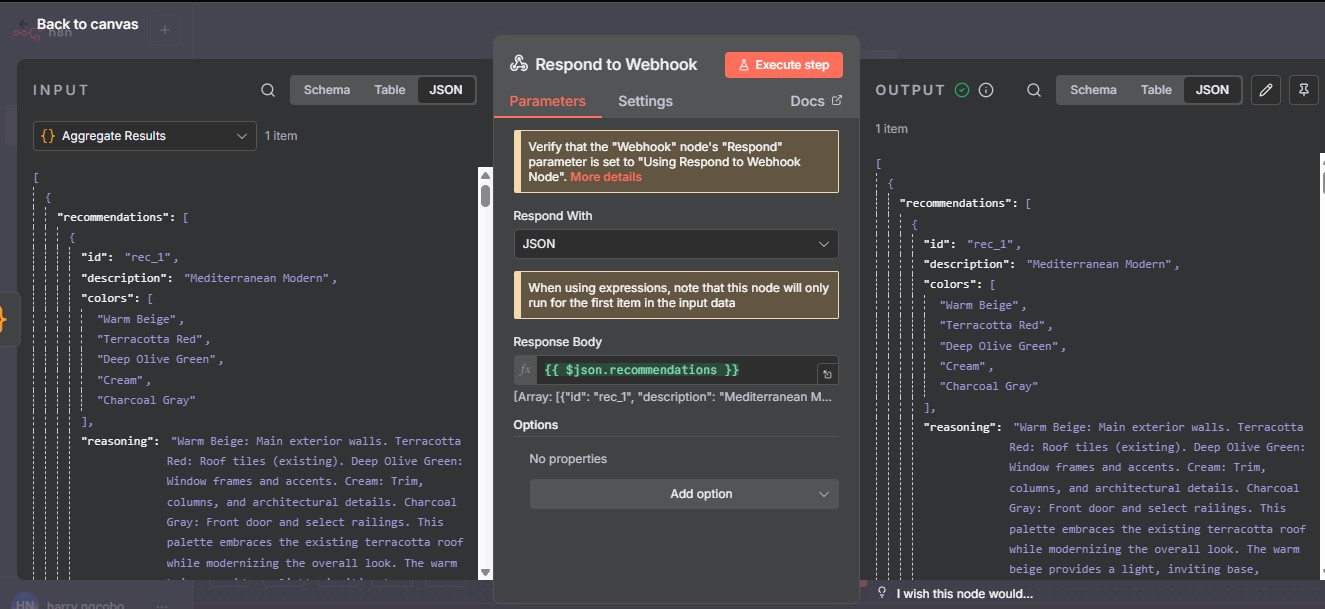 Back to canvas
n8n
INPUT
Schema
Table
JSON
Aggregate Results
1 item
[
{
"recommendations": [
{
"id": "rec_1",
"description": "Mediterranean Modern",
"colors": [
"Warm Beige",
"Terracotta Red",
"Deep Olive Green",
"Cream",
"Charcoal Gray"
],
"reasoning": "Warm Beige: Main exterior walls. Terracotta
Red: Roof tiles (existing). Deep Olive Green:
Window frames and accents. Cream: Trim,
columns, and architectural details. Charcoal
Gray: Front door and select railings. This
palette embraces the existing terracotta roof
while modernizing the overall look. The warm
HN
harry ngcobo
...
Respond to Webhook
Execute step
Parameters
Settings
Docs
Verify that the "Webhook" node's "Respond"
parameter is set to "Using Respond to Webhook
Node". More details
Respond With
JSON
When using expressions, note that this node will only
run for the first item in the input data
Response Body
fx
{{ $json.recommendations }}
[Array: [{"id": "rec_1", "description": "Mediterranean M...
Options
No properties
Add option
OUTPUT
Schema
Table
JSON
1 item
[
{
"recommendations": [
{
"id": "rec_1",
"description": "Mediterranean Modern",
"colors": [
"Warm Beige",
"Terracotta Red",
"Deep Olive Green",
"Cream",
"Charcoal Gray"
],
"reasoning": "Warm Beige: Main exterior walls. Terracotta
Red: Roof tiles (existing). Deep Olive Green:
Window frames and accents. Cream: Trim,
columns, and architectural details. Charcoal
Gray: Front door and select railings. This
palette embraces the existing terracotta roof
while modernizing the overall look. The warm
beige provides a light, inviting base,
I wish this node would...